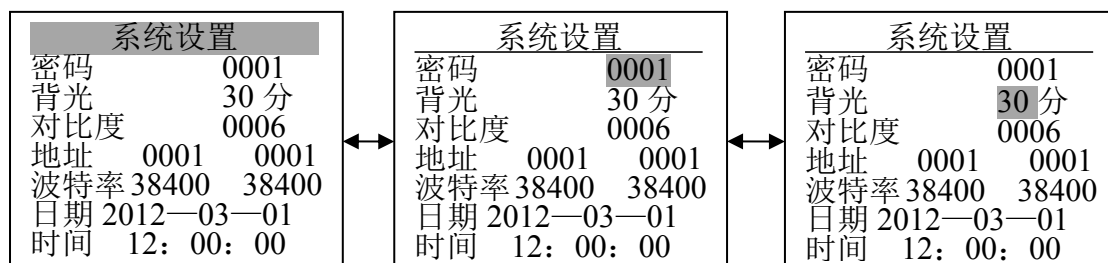 系统设置
密码 0001
背光 30 分
对比度 0006
地址 0001 0001
波特率 38400 38400
日期 2012—03—01
时间 12：00：00
系统设置
密码 0001
背光 30 分
对比度 0006
地址 0001 0001
波特率 38400 38400
日期 2012—03—01
时间 12：00：00
系统设置
密码 0001
背光 30 分
对比度 0006
地址 0001 0001
波特率 38400 38400
日期 2012—03—01
时间 12：00：00